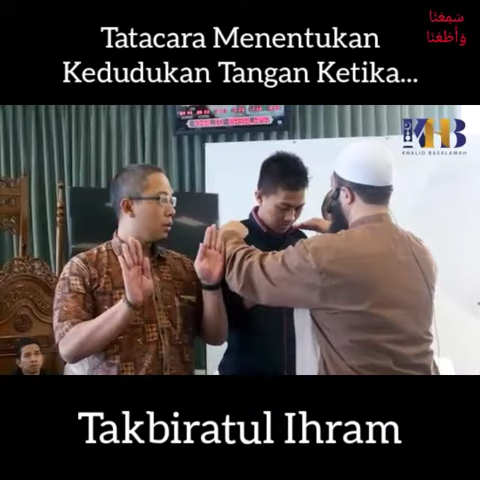 Tatacara Menentukan
Kedudukan Tangan Ketika...
سَمِعْنَا
وَأَطَعْنَا
KHB
KHALID BASALAMAH
Takbiratul Ihram